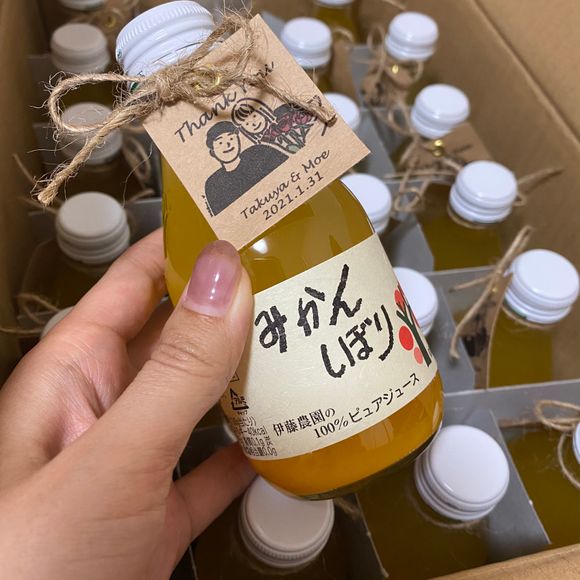 Thank you
Takuya & Moe
2021.1.31
みかん
しぼり
伊藤農園の
100%ピュアジュース